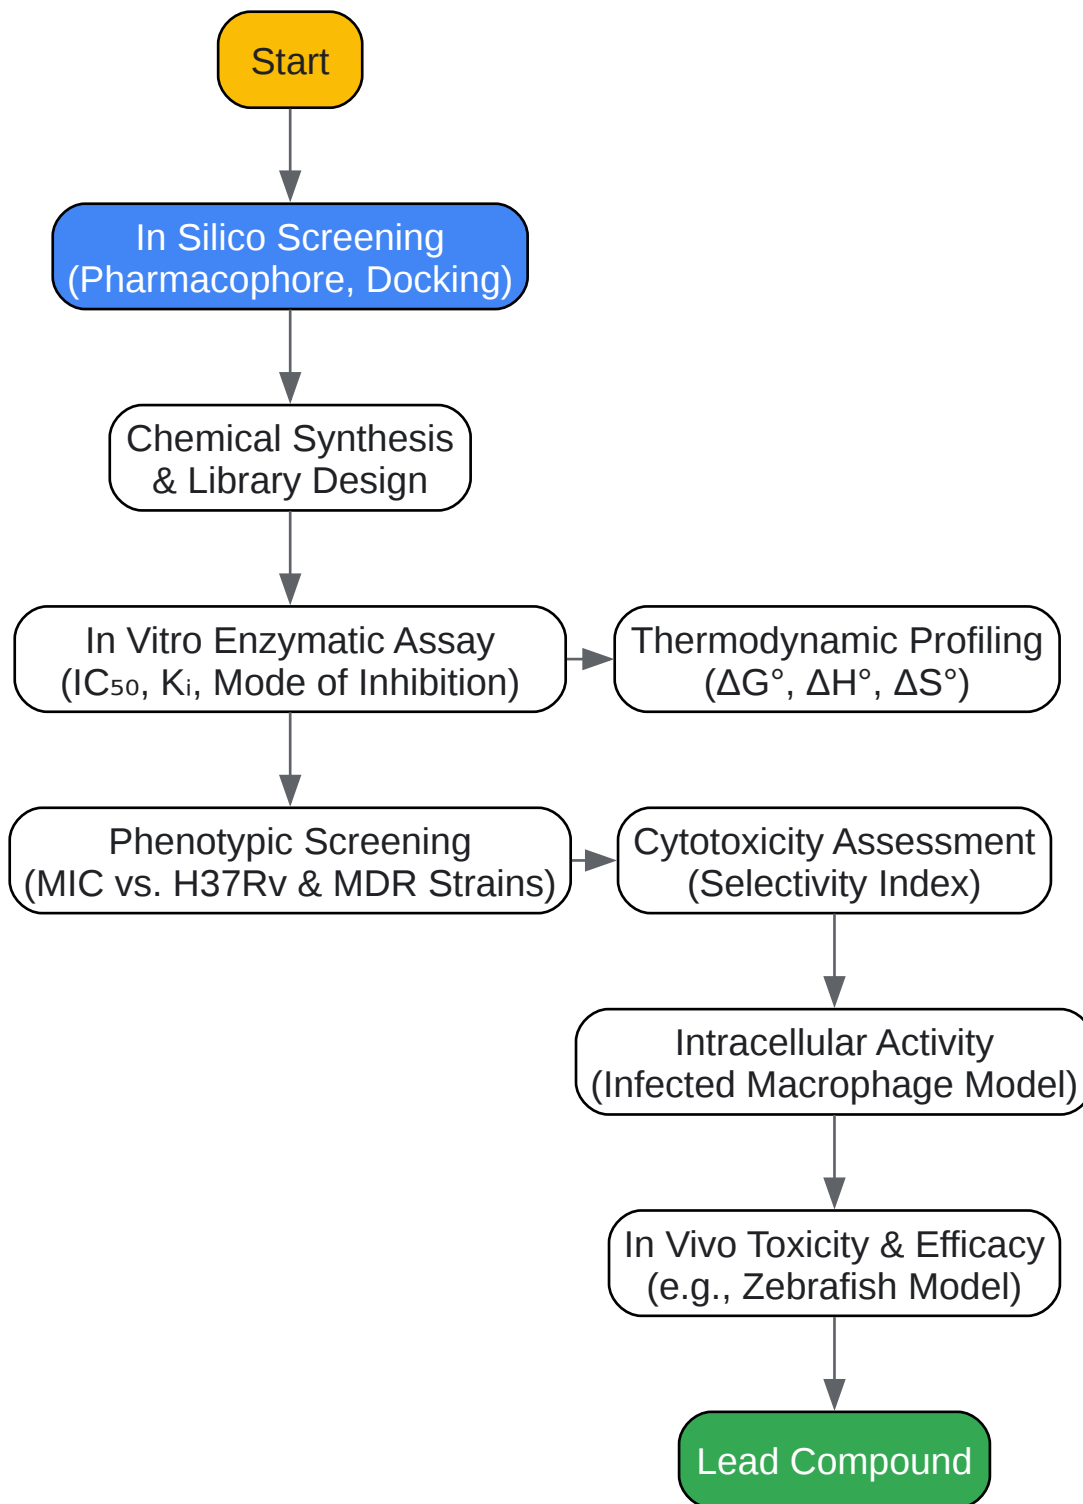 Start
In Silico Screening
(Pharmacophore, Docking)
Chemical Synthesis
& Library Design
In Vitro Enzymatic Assay
(IC₅₀, Kᵢ, Mode of Inhibition)
Thermodynamic Profiling
(ΔG°, ΔH°, ΔS°)
Phenotypic Screening
(MIC vs. H37Rv & MDR Strains)
Cytotoxicity Assessment
(Selectivity Index)
Intracellular Activity
(Infected Macrophage Model)
In Vivo Toxicity & Efficacy
(e.g., Zebrafish Model)
Lead Compound